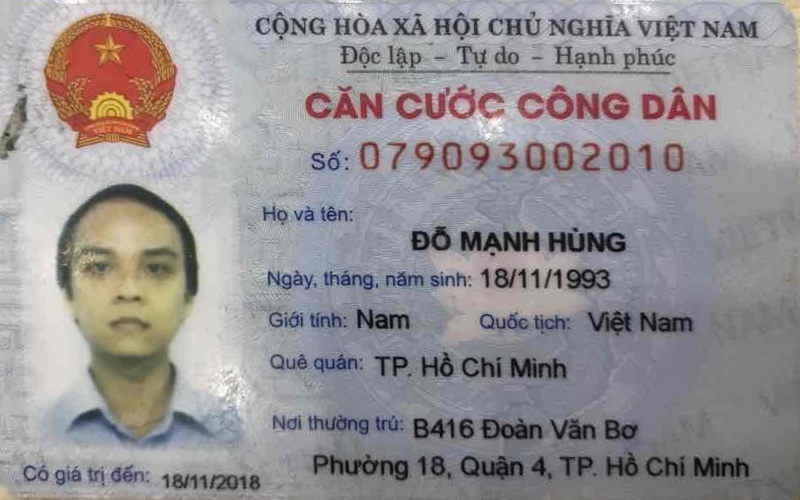 CỘNG HÒA XÃ HỘI CHỦ NGHĨA VIỆT NAM
Độc lập - Tự do - Hạnh phúc
CĂN CƯỚC CÔNG DÂN
Số: 079093002010
Họ và tên:
ĐỖ MẠNH HÙNG
Ngày, tháng, năm sinh: 18/11/1993
Giới tính: Nam Quốc tịch: Việt Nam
Quê quán: TP. Hồ Chí Minh
Nơi thường trú: B416 Đoàn Văn Bơ
Phường 18, Quận 4, TP. Hồ Chí Minh
Có giá trị đến: 18/11/2018
VIỆT NAM